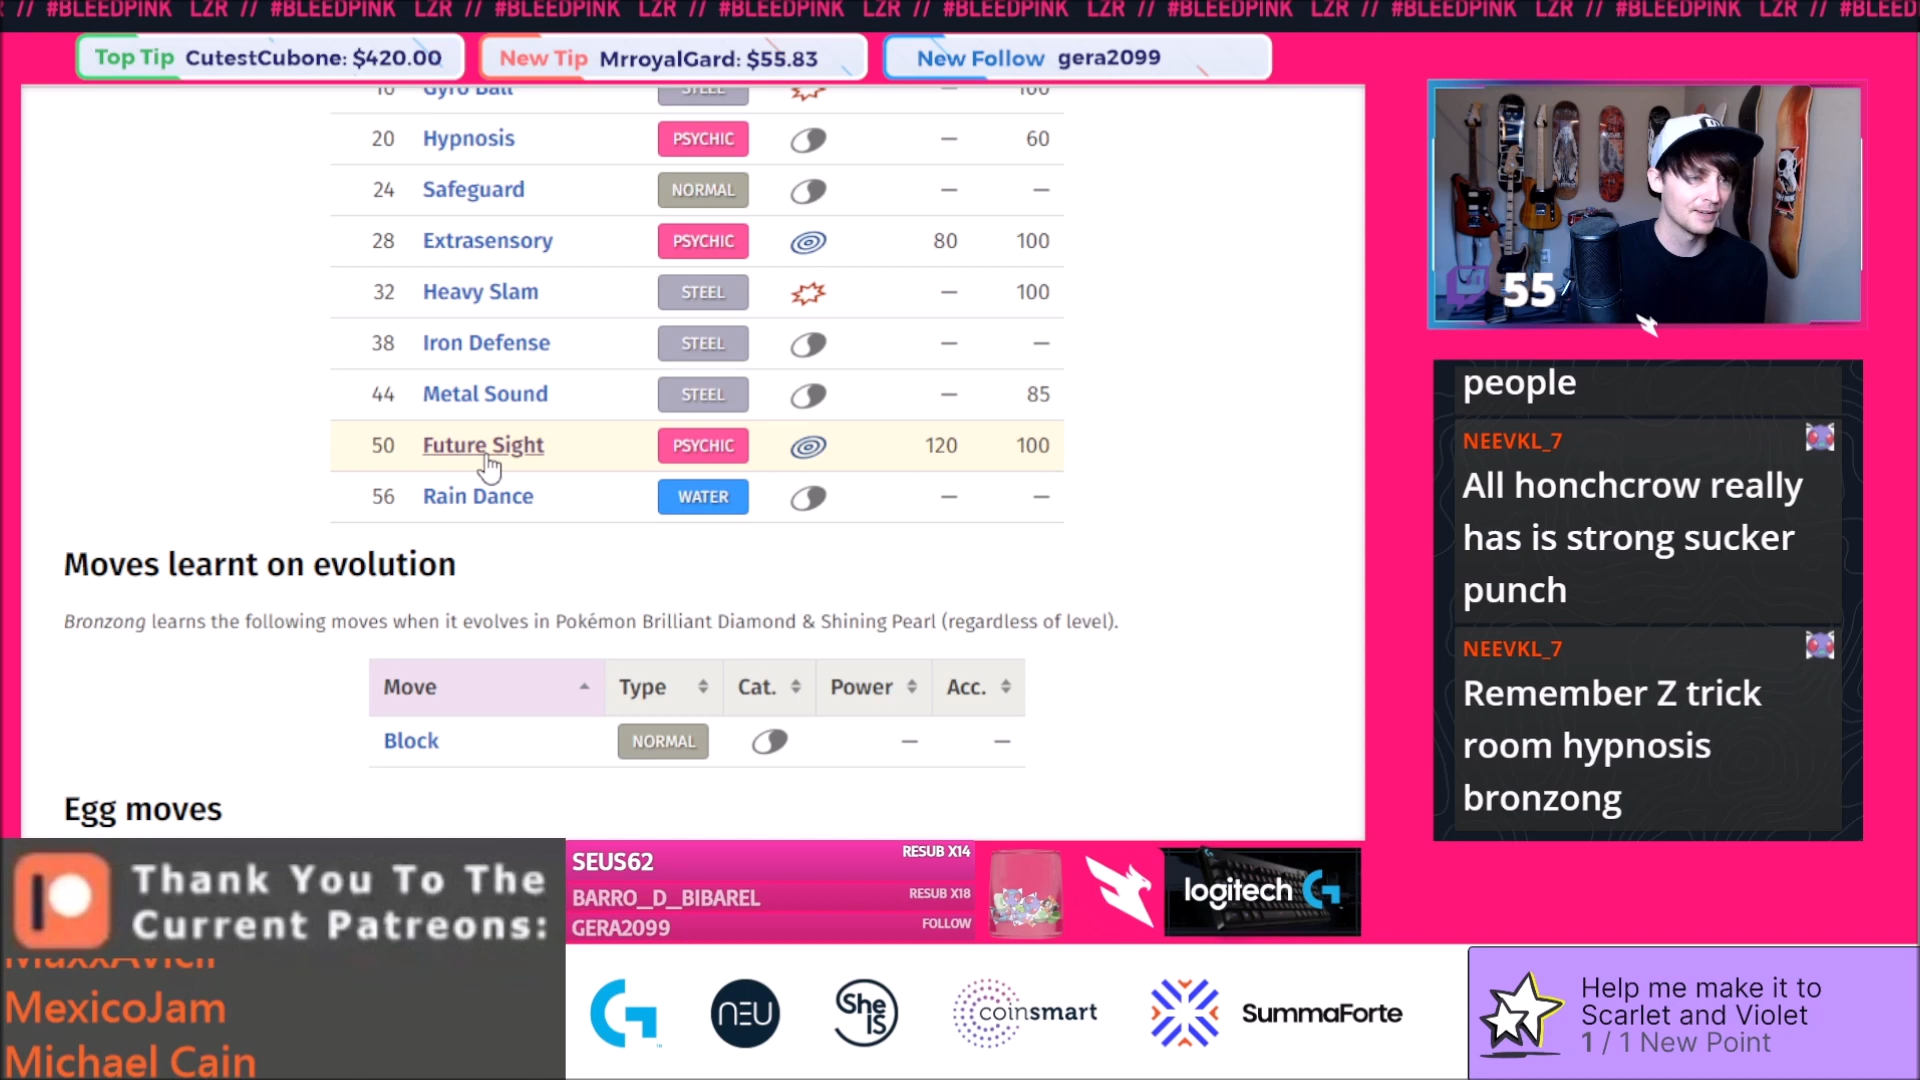 // #BLEEDPINK LZR // #BLEEDPINK LZR // #BLEEDPINK LZR // #BLEEDPINK LZR // #BLEEDPINK LZR // #BLEEDPINK LZR // #BLEEDPINK LZR // #BLEEDPINK LZR // #BLEED
Top Tip CutestCubone: $420.00
New Tip MrroyalGard: $55.83
New Follow gera2099
16 Gyro Ball STEEL — 100
20 Hypnosis PSYCHIC — 60
24 Safeguard NORMAL — —
28 Extrasensory PSYCHIC 80 100
32 Heavy Slam STEEL — 100
38 Iron Defense STEEL — —
44 Metal Sound STEEL — 85
50 Future Sight PSYCHIC 120 100
56 Rain Dance WATER — —
Moves learnt on evolution
Bronzong learns the following moves when it evolves in Pokémon Brilliant Diamond & Shining Pearl (regardless of level).
Move Type Cat. Power Acc.
Block NORMAL — —
Egg moves
55
people
NEEVKL_7
All honchcrow really
has is strong sucker
punch
NEEVKL_7
Remember Z trick
room hypnosis
bronzong
Thank You To The
Current Patreons:
MexicoJam
Michael Cain
SEUS62 RESUB X14
BARRO_D_BIBAREL RESUB X18
GERA2099 FOLLOW
logitech G
neu
She
is
coinsmart
SummaForte
Help me make it to
Scarlet and Violet
1 / 1 New Point